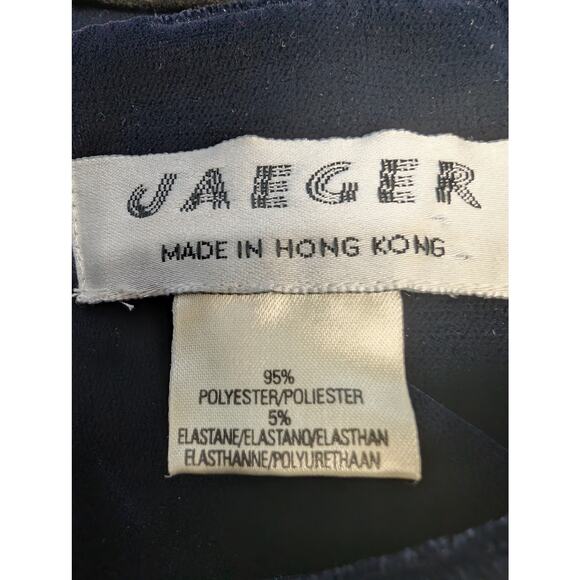 JAEGER
MADE IN HONG KONG
95%
POLYESTER/POLIESTER
5%
ELASTANE/ELASTANO/ELASTHAN
ELASTHANNE/POLYURETHAAN